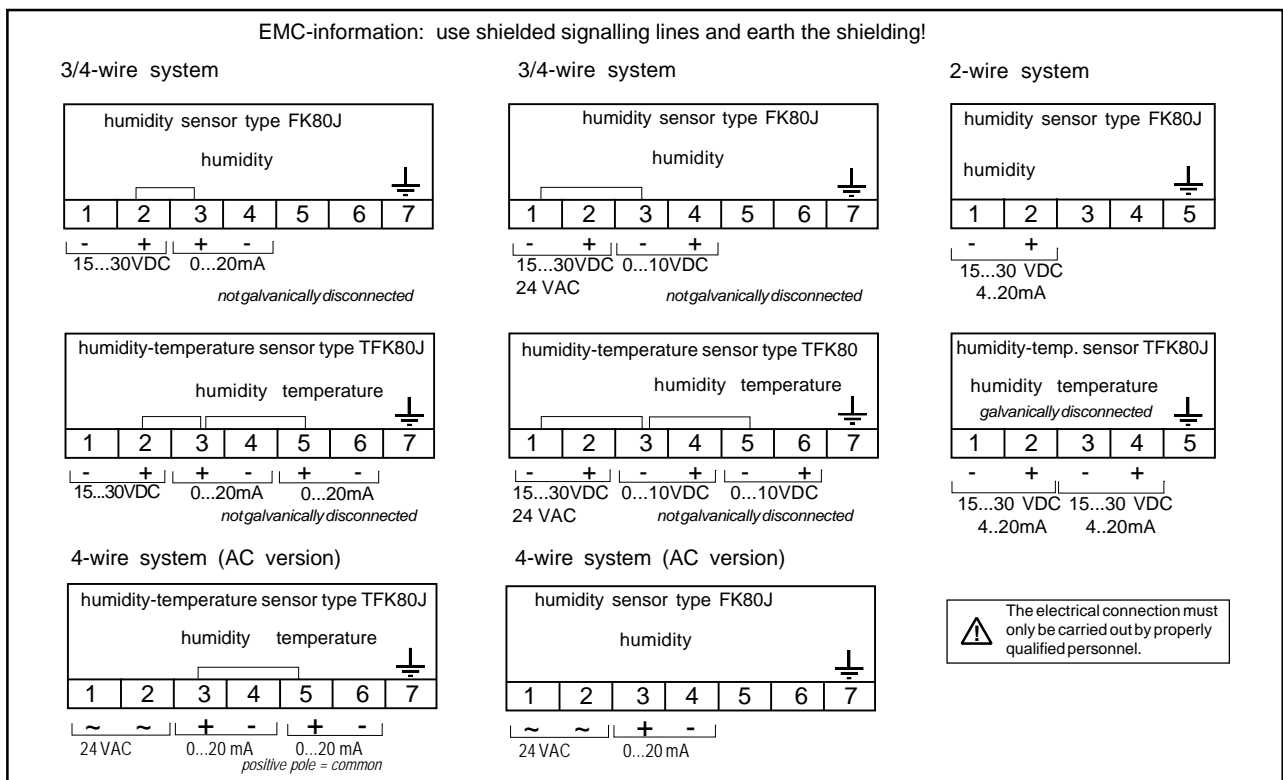 EMC-information: use shielded signalling lines and earth the shielding!
3/4-wire system
humidity sensor type FK80J
humidity
1 2 3 4 5 6 7
- + + -
15...30VDC 0...20mA
not galvanically disconnected
3/4-wire system
humidity sensor type FK80J
humidity
1 2 3 4 5 6 7
- + - +
15...30VDC 0...10VDC
24 VAC
not galvanically disconnected
2-wire system
humidity sensor type FK80J
humidity
1 2 3 4 5
- +
15...30 VDC
4..20mA
humidity-temperature sensor type TFK80J
humidity temperature
1 2 3 4 5 6 7
- + + - + -
15...30VDC 0...20mA 0...20mA
not galvanically disconnected
humidity-temperature sensor type TFK80
humidity temperature
1 2 3 4 5 6 7
- + - + - +
15...30VDC 0...10VDC 0...10VDC
24 VAC
not galvanically disconnected
humidity-temp. sensor TFK80J
humidity temperature
galvanically disconnected
1 2 3 4 5
- + - +
15...30 VDC 15...30 VDC
4..20mA 4..20mA
4-wire system (AC version)
humidity-temperature sensor type TFK80J
humidity temperature
1 2 3 4 5 6 7
~ ~ + - + -
24 VAC 0...20 mA 0...20 mA
positive pole = common
4-wire system (AC version)
humidity sensor type FK80J
humidity
1 2 3 4 5 6 7
~ ~ + -
24 VAC 0...20 mA
The electrical connection must
only be carried out by properly
qualified personnel.